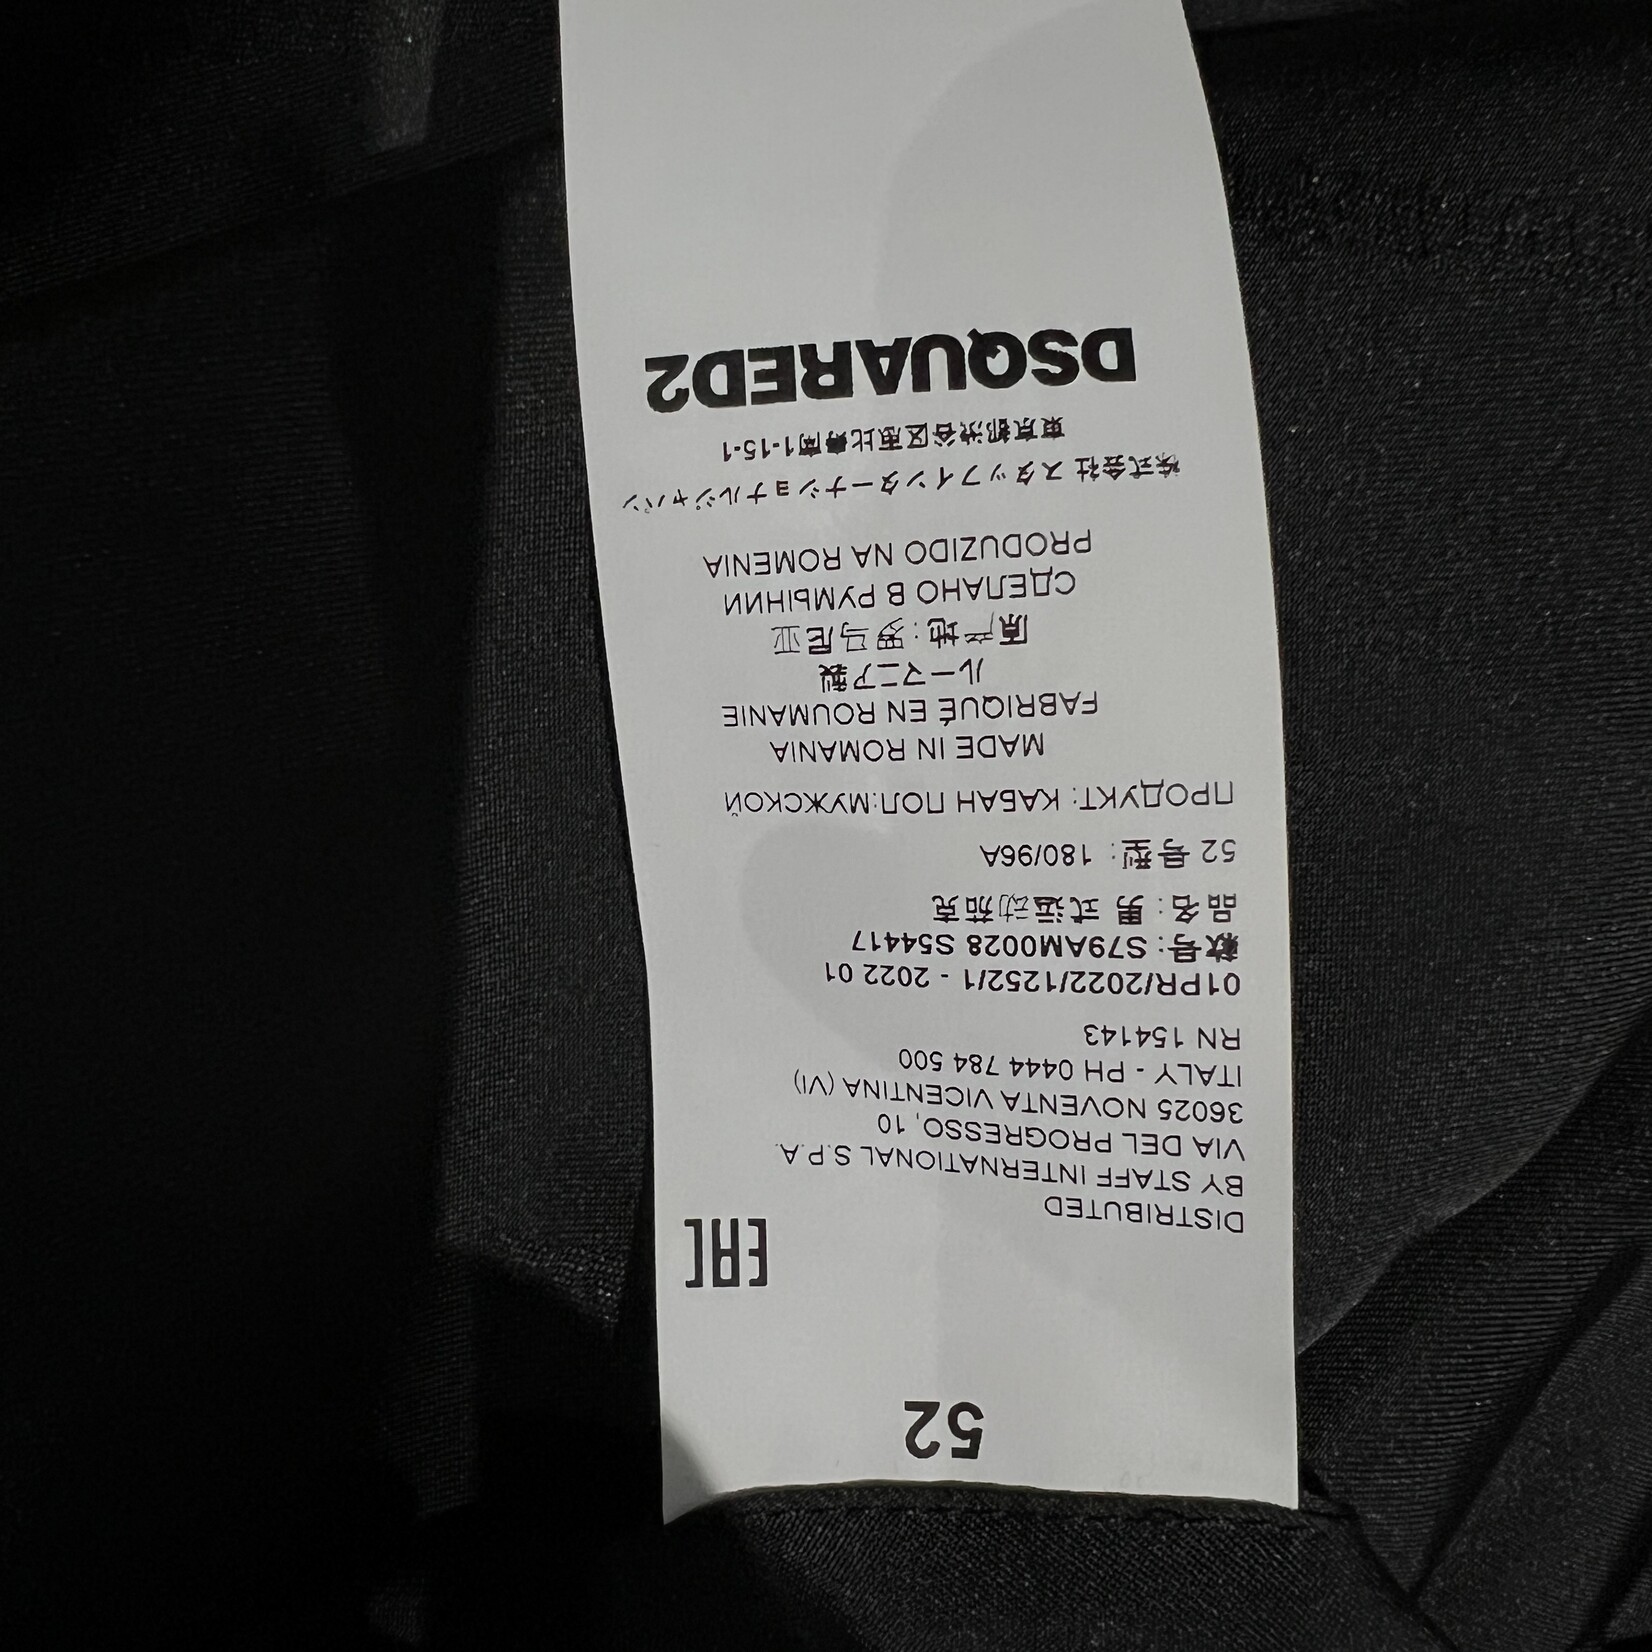 52
EAC
DISTRIBUTED
BY STAFF INTERNATIONAL S.P.A.
VIA DEL PROGRESSO, 10
36025 NOVENTA VICENTINA (VI)
ITALY - PH 0444 784 500
RN 154143
01PR/2022/1252/1 - 2022 01
款号: S79AM0028 S54417
品名: 男 式运动茄克
52 号型: 180/96A
ПРОДУКТ: КАБАН ПОЛ:МУЖСКОЙ
MADE IN ROMANIA
FABRIQUÉ EN ROUMANIE
ルーマニア製
原产地: 罗马尼亚
СДЕЛАНО В РУМЫНИИ
PRODUZIDO NA ROMENIA
株式会社 スタッフインターナショナルジャパン
東京都渋谷区恵比寿南1-15-1
DSQUARED2